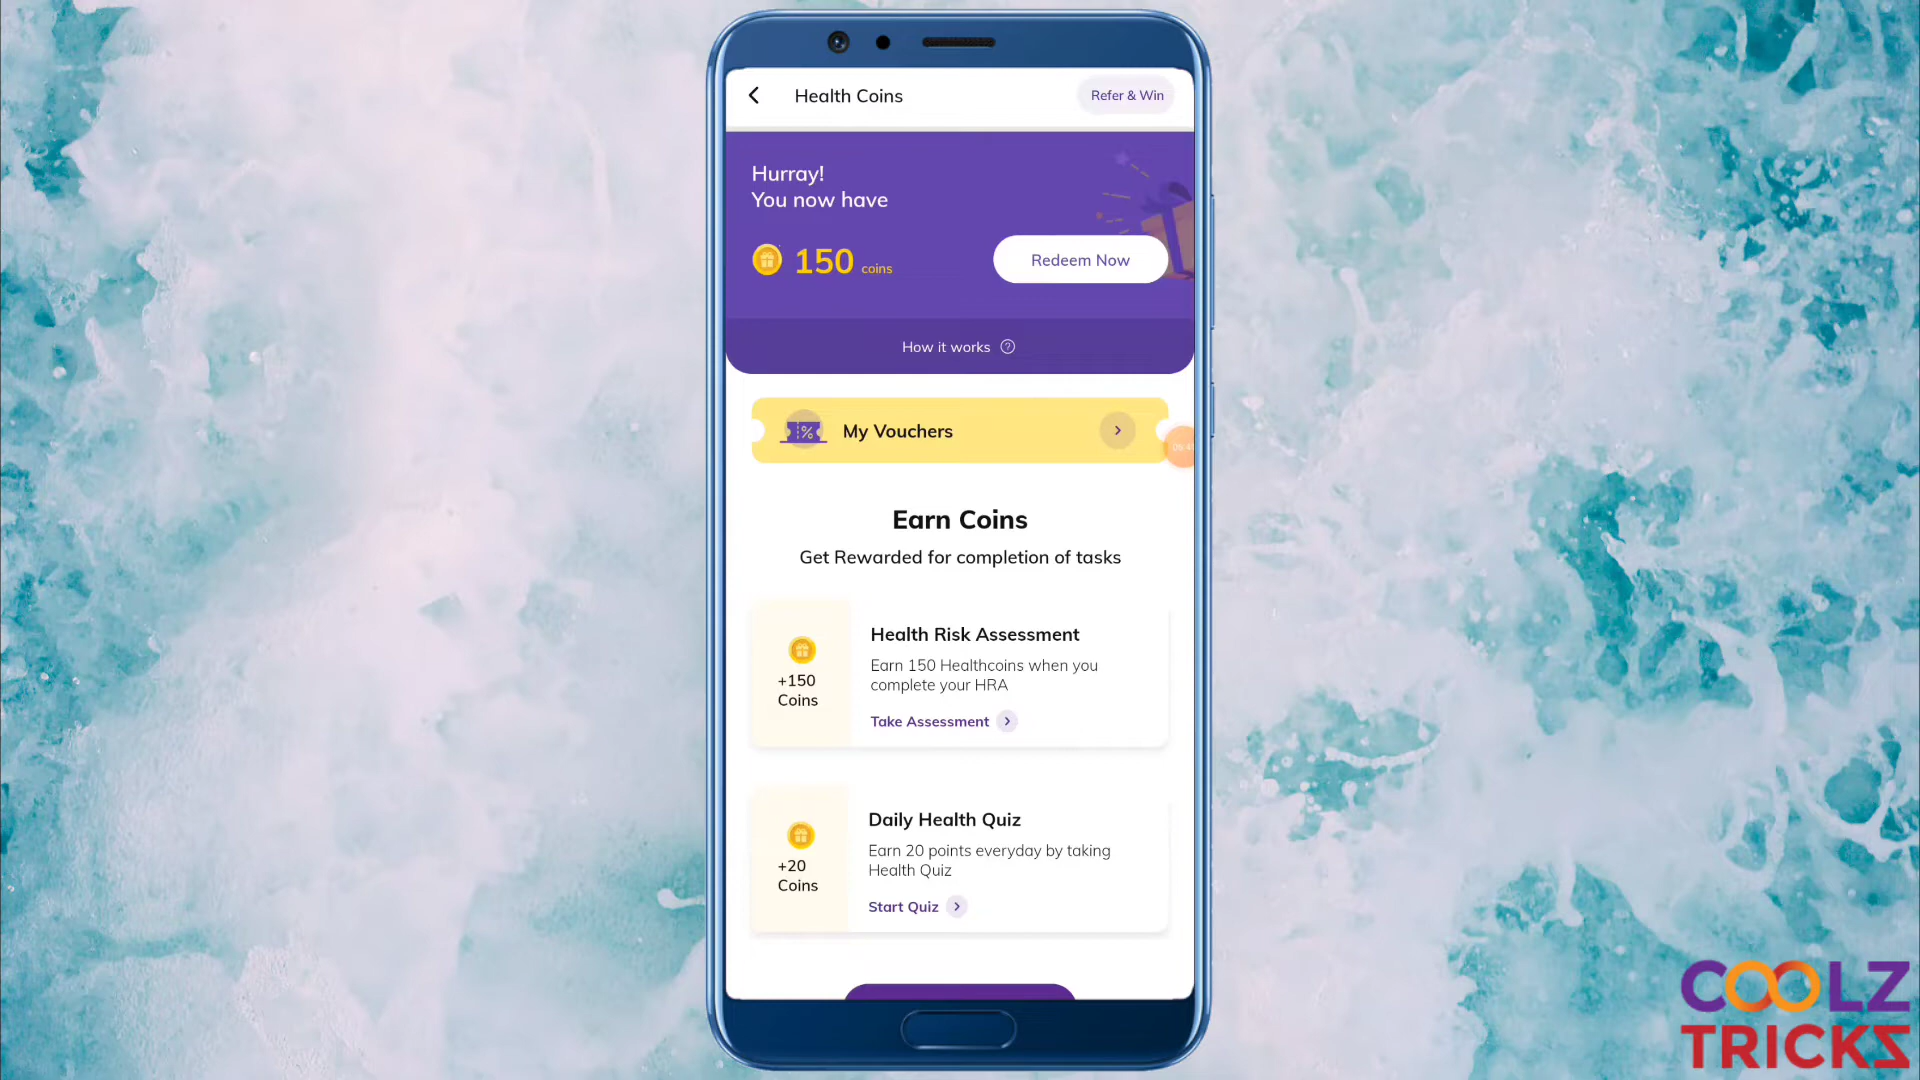 Health Coins
Refer & Win
Hurray!
You now have
150 coins
Redeem Now
How it works ?
My Vouchers
Earn Coins
Get Rewarded for completion of tasks
+150
Coins
Health Risk Assessment
Earn 150 Healthcoins when you
complete your HRA
Take Assessment
+20
Coins
Daily Health Quiz
Earn 20 points everyday by taking
Health Quiz
Start Quiz
COOLZ
TRICKS